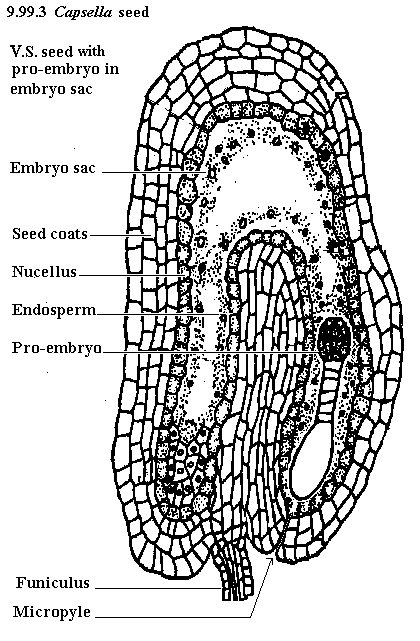 9.99.3 Capsella seed
V.S. seed with
pro-embryo in
embryo sac
Embryo sac
Seed coats
Nucellus
Endosperm
Pro-embryo
Funiculus
Micropyle